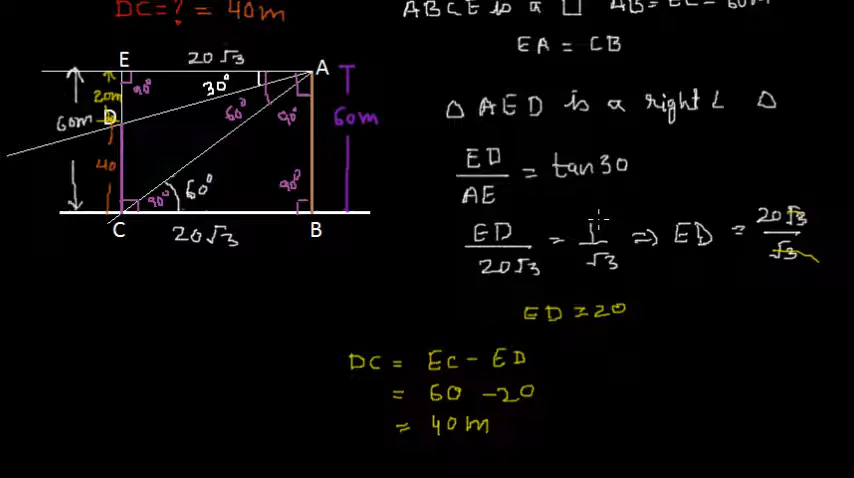 DC=? = 40m
ABCE is a □ AB=EC=60m
EA = CB
E
20√3
A
30°
90°
20m
60°
90°
60m
D
60m
40
90°
60°
90°
C
20√3
B
△ AED is a right L △
ED/AE = tan30
ED/20√3 = 1/√3 ⇒ ED = 20√3/√3
ED = 20
DC = EC - ED
= 60 - 20
= 40m